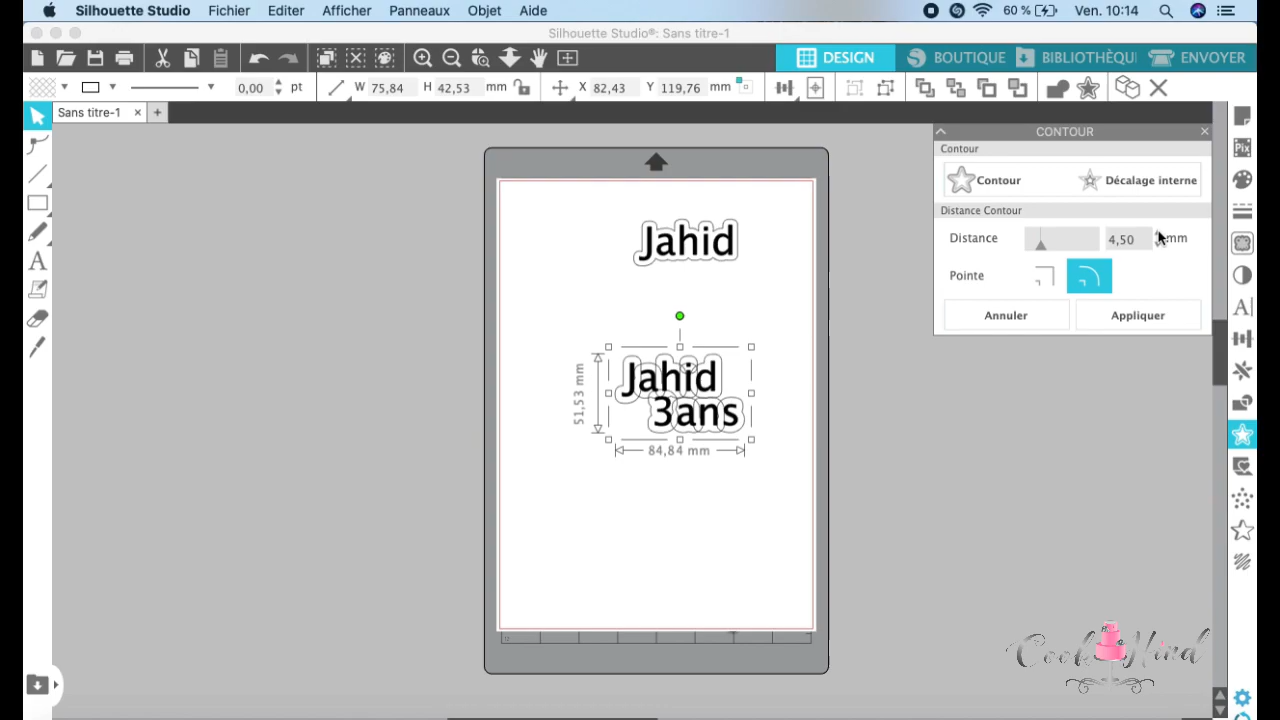 Silhouette Studio Fichier Editer Afficher Panneaux Objet Aide 60 % Ven. 10:14
Silhouette Studio®: Sans titre-1
DESIGN BOUTIQUE BIBLIOTHÈQU ENVOYER
0,00 pt W 75,84 H 42,53 mm X 82,43 Y 119,76 mm
Sans titre-1
CONTOUR
Contour
Contour Décalage interne
Distance Contour
Distance 4,50 mm
Pointe
Annuler Appliquer
Pix
Jahid
Jahid
3ans
51,53 mm
84,84 mm